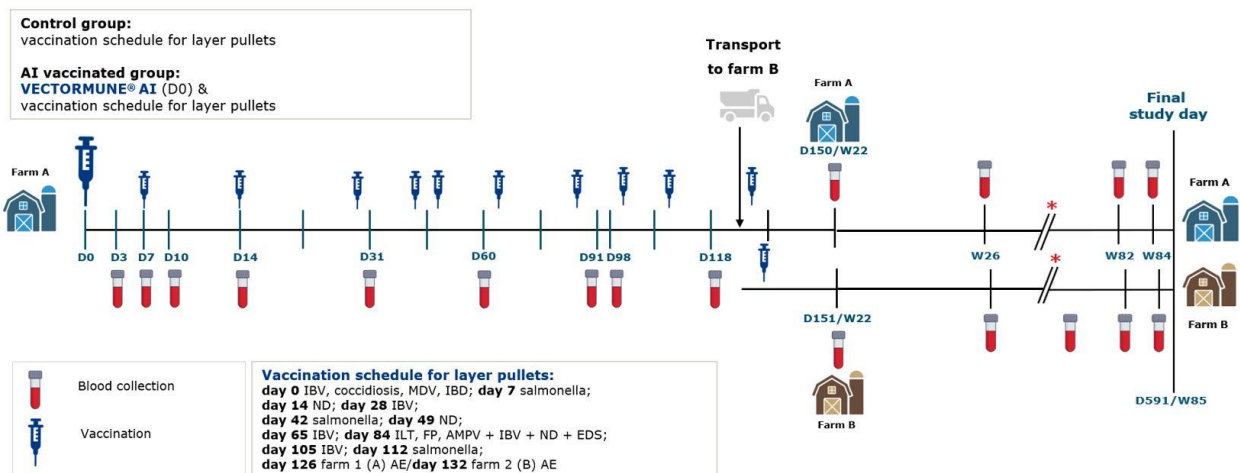 Control group:
vaccination schedule for layer pullets
AI vaccinated group:
VECTORMUNE® AI (D0) &
vaccination schedule for layer pullets
Transport
to farm B
Farm A
D150/W22
Final
study day
Farm A
D0 D3 D7 D10 D14 D31 D60 D91 D98 D118 W26 * W82 W84
Farm A
*
D151/W22
Farm B
Farm B
D591/W85
Blood collection
Vaccination
Vaccination schedule for layer pullets:
day 0 IBV, coccidiosis, MDV, IBD; day 7 salmonella;
day 14 ND; day 28 IBV;
day 42 salmonella; day 49 ND;
day 65 IBV; day 84 ILT, FP, AMPV + IBV + ND + EDS;
day 105 IBV; day 112 salmonella;
day 126 farm 1 (A) AE/day 132 farm 2 (B) AE